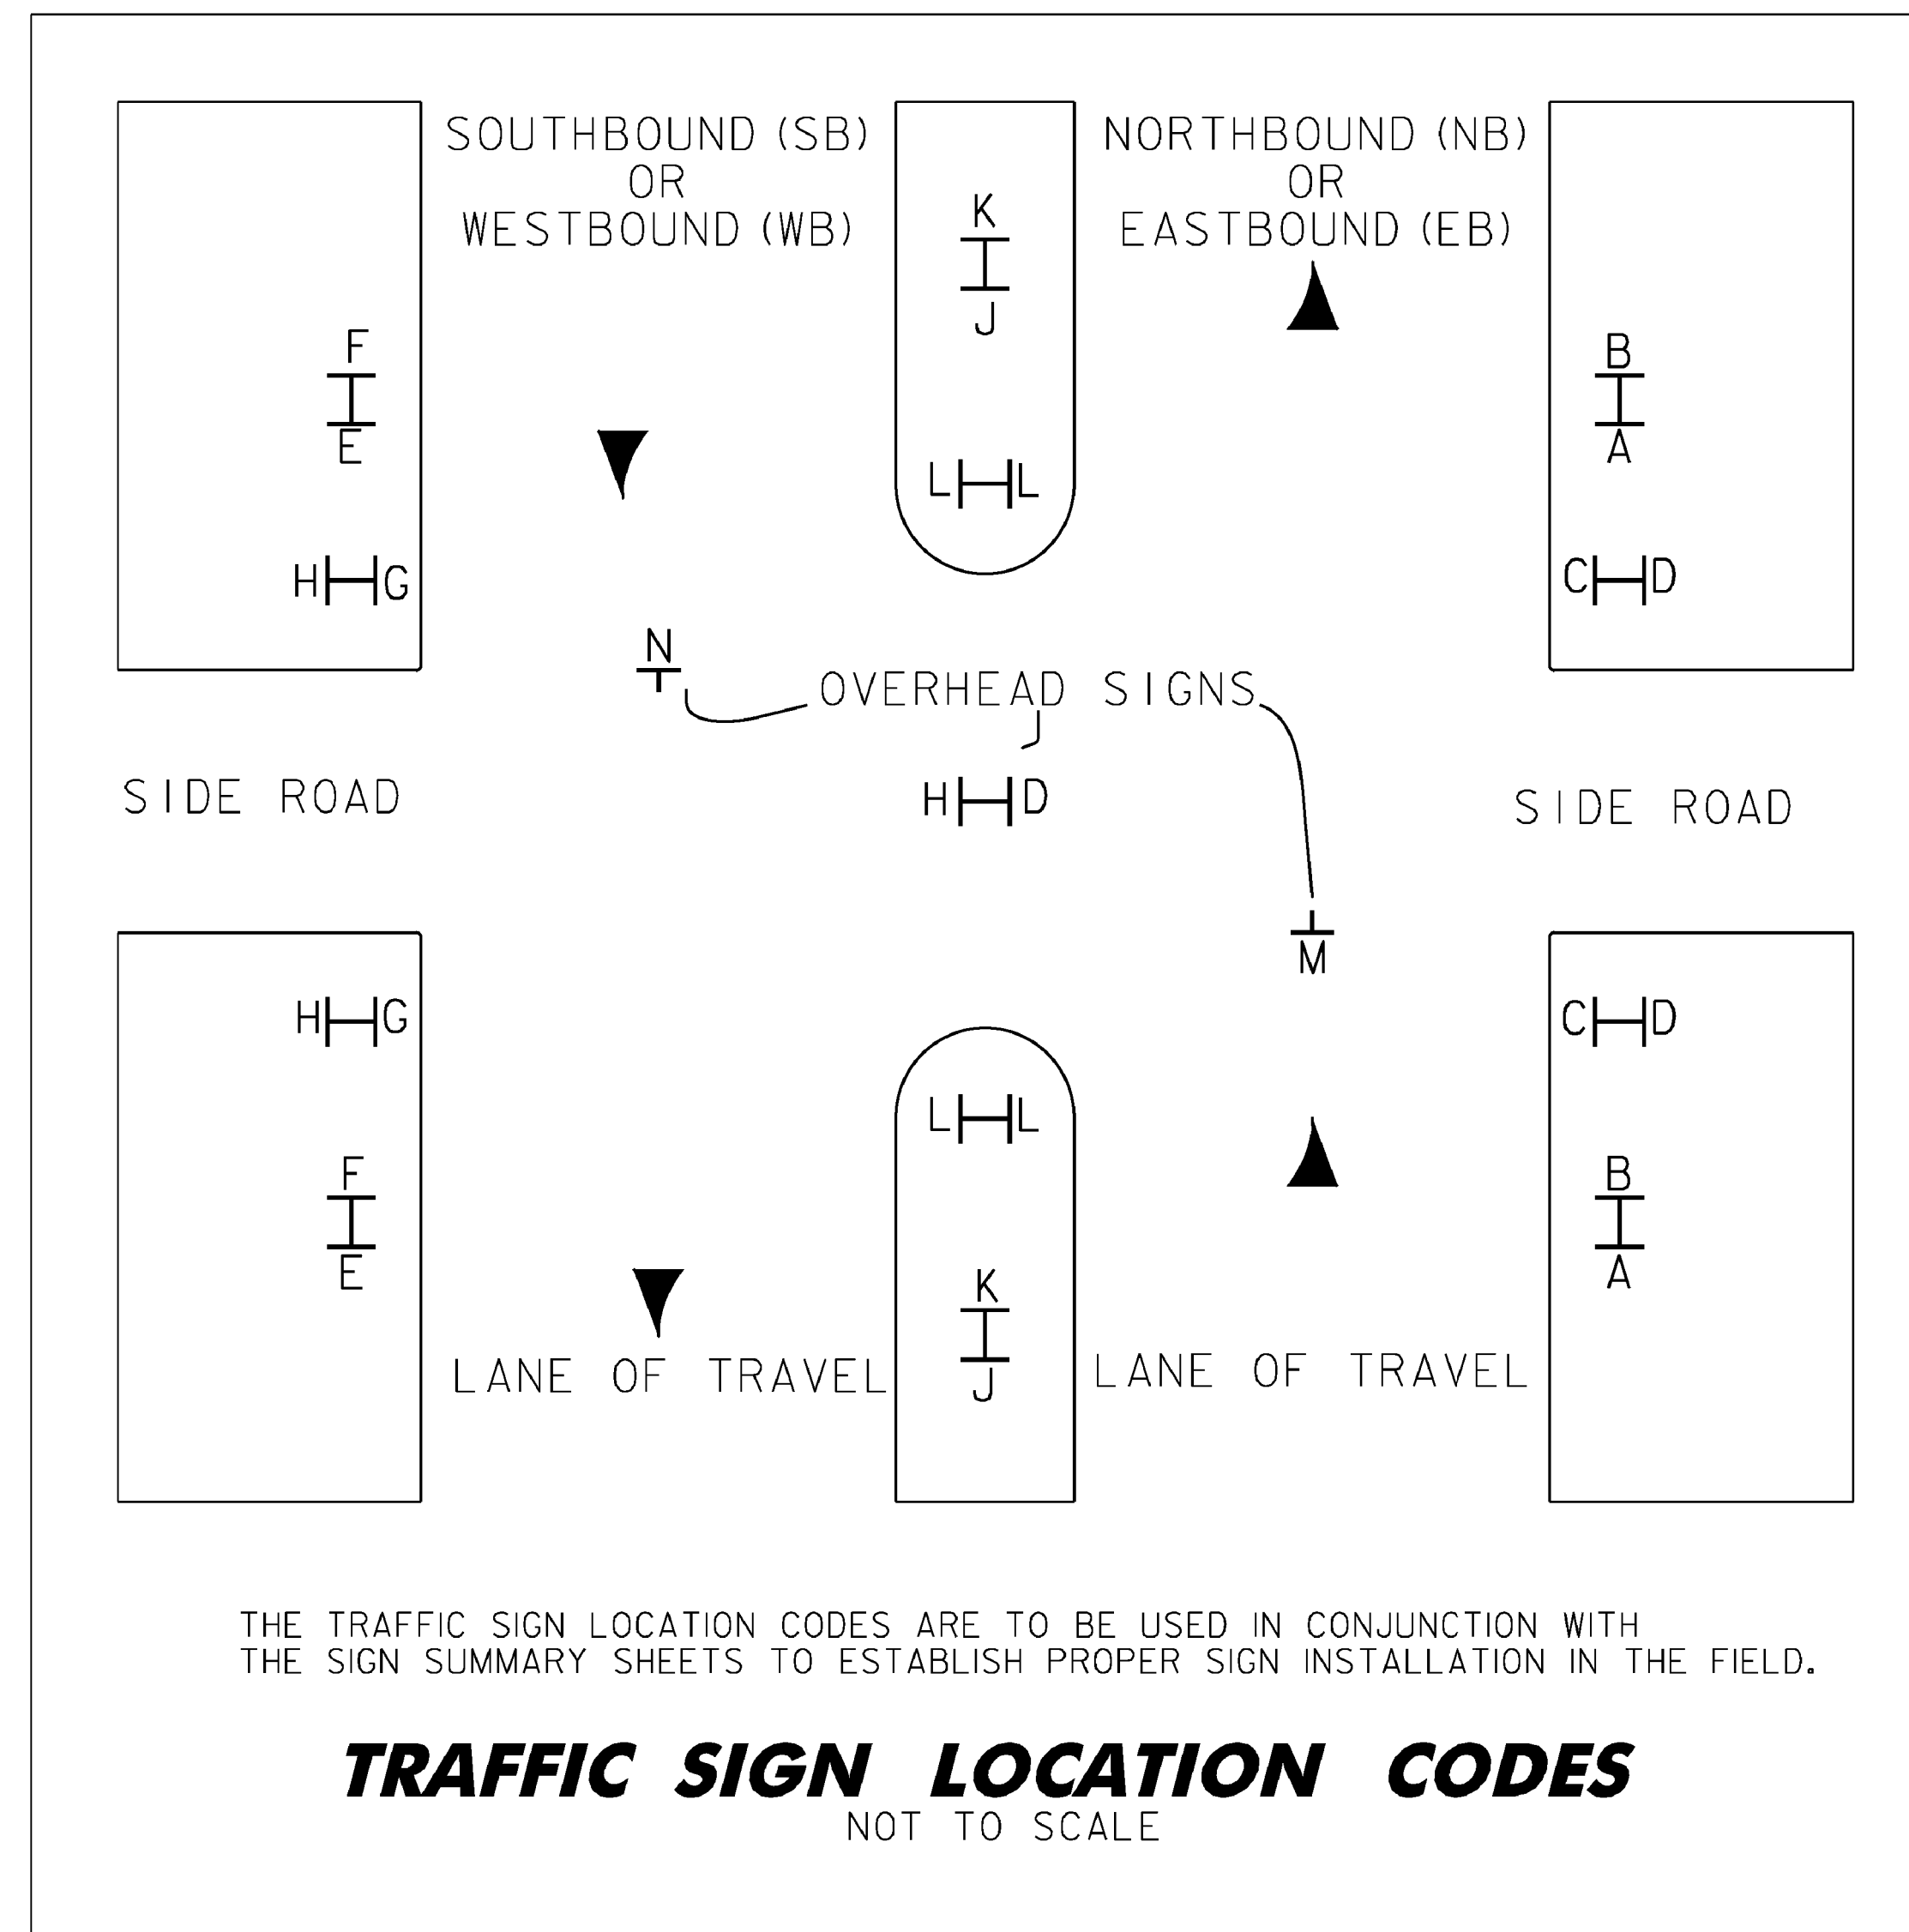 SOUTHBOUND (SB)
OR
WESTBOUND (WB)
NORTHBOUND (NB)
OR
EASTBOUND (EB)
K
J
F
E
B
A
L L
H G
C D
N
OVERHEAD SIGNS
SIDE ROAD
H D
SIDE ROAD
M
H G
C D
L L
F
E
B
A
K
J
LANE OF TRAVEL
LANE OF TRAVEL
THE TRAFFIC SIGN LOCATION CODES ARE TO BE USED IN CONJUNCTION WITH
THE SIGN SUMMARY SHEETS TO ESTABLISH PROPER SIGN INSTALLATION IN THE FIELD.
TRAFFIC SIGN LOCATION CODES
NOT TO SCALE